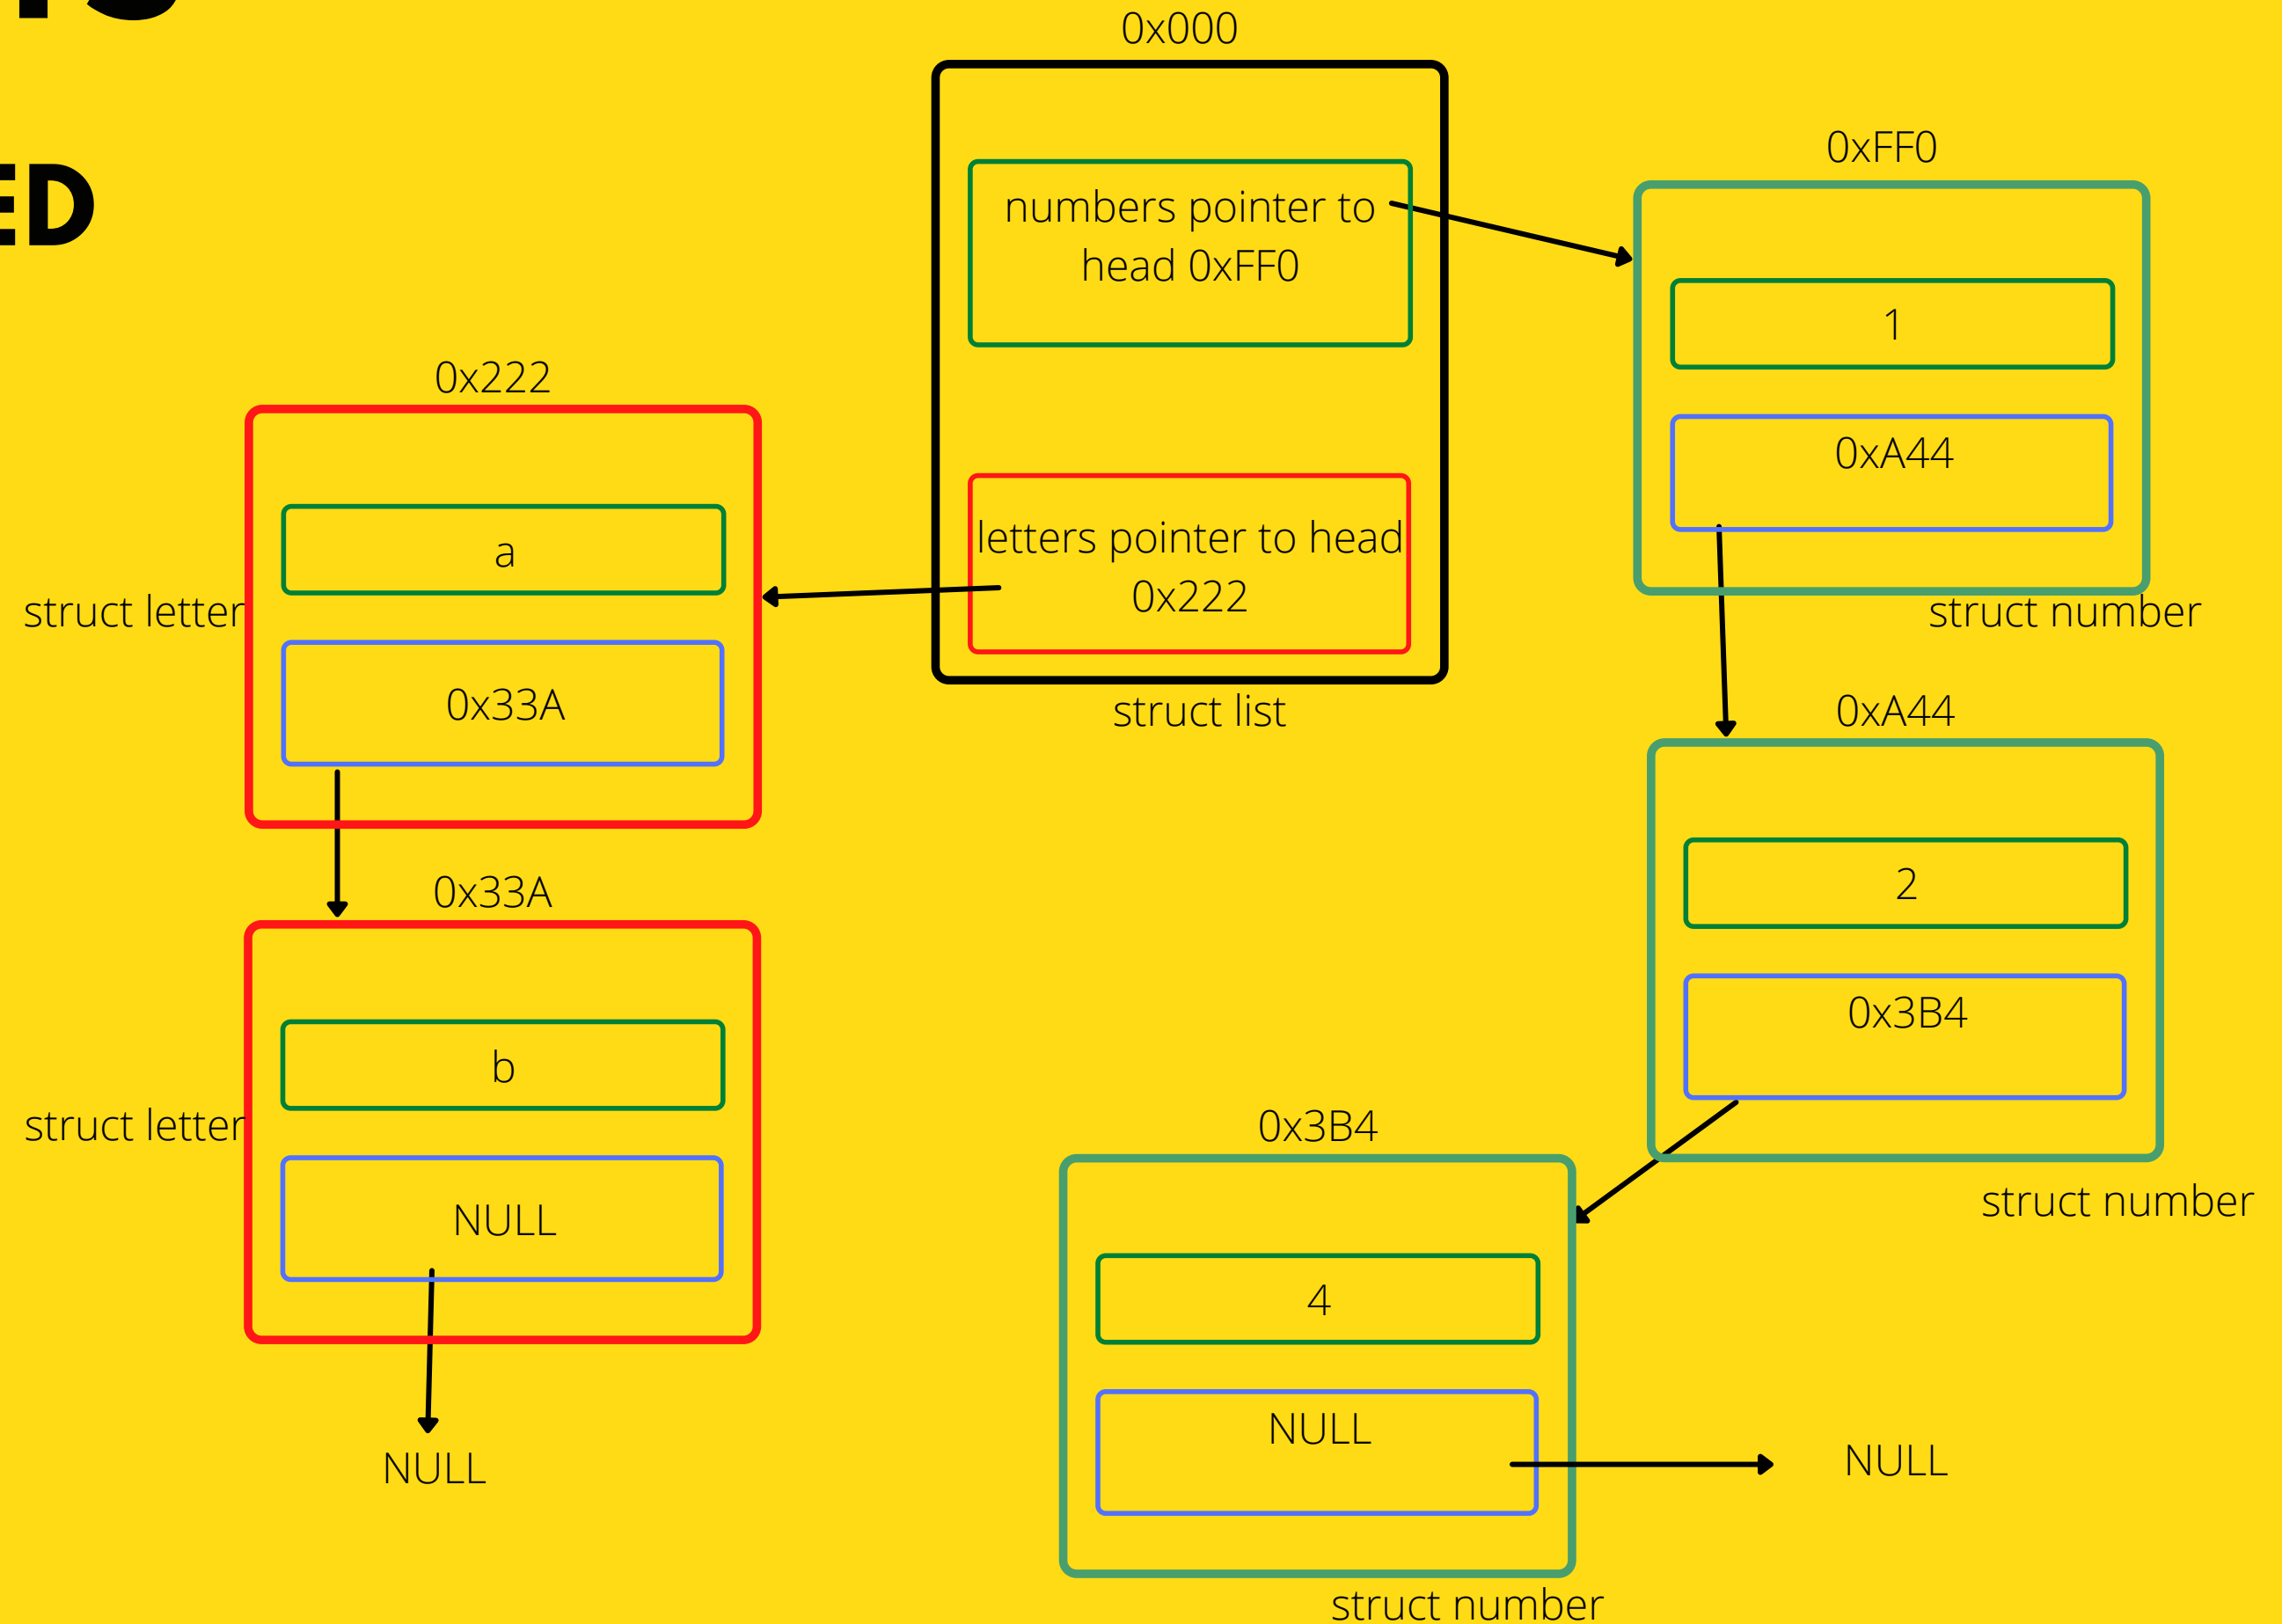 ED
0x000
numbers pointer to
head 0xFF0
letters pointer to head
0x222
struct list
0xFF0
1
0xA44
struct number
0xA44
2
0x3B4
struct number
0x3B4
4
NULL
NULL
struct number
0x222
a
0x33A
struct letter
0x33A
b
NULL
struct letter
NULL